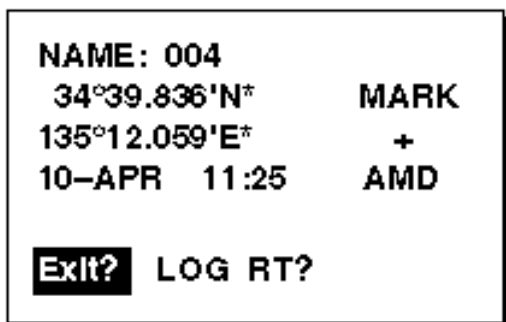 NAME: 004
34°39.836'N* MARK
135°12.059'E* +
10-APR 11:25 AMD
Exit? LOG RT?